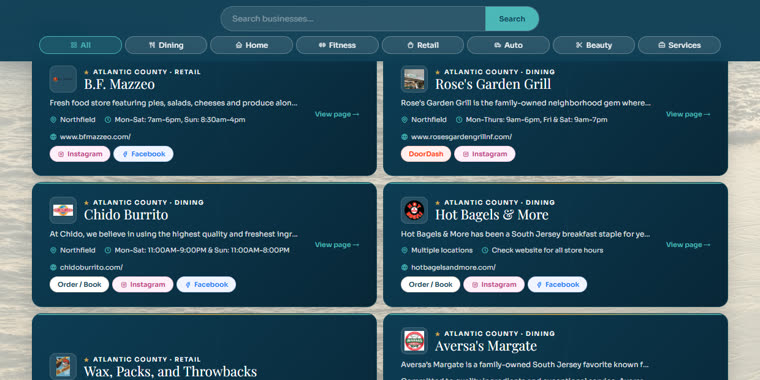 Search businesses...
Search
All
Dining
Home
Fitness
Retail
Auto
Beauty
Services
★ ATLANTIC COUNTY · RETAIL
B.F. Mazzeo
Fresh food store featuring pies, salads, cheeses and produce alon...
Northfield
Mon-Sat: 7am–6pm, Sun: 8:30am–4pm
www.bfmazzeo.com/
Instagram
Facebook
View page →
★ ATLANTIC COUNTY · DINING
Rose's Garden Grill
Rose's Garden Grill is the family-owned neighborhood gem where...
Northfield
Mon-Thurs: 9am–6pm, Fri & Sat: 9am–7pm
www.rosesgardengrillnf.com/
DoorDash
Instagram
View page →
★ ATLANTIC COUNTY · DINING
Chido Burrito
At Chido, we believe in using the highest quality and freshest ingr...
Northfield
Mon-Sat: 11:00AM–9:00PM & Sun: 11:00AM–8:00PM
chidoburrito.com/
Order / Book
Instagram
Facebook
View page →
★ ATLANTIC COUNTY · DINING
Hot Bagels & More
Hot Bagels & More has been a South Jersey breakfast staple for ye...
Multiple locations
Check website for all store hours
hotbagelsandmore.com/
Order / Book
Instagram
Facebook
View page →
★ ATLANTIC COUNTY · RETAIL
Wax, Packs, and Throwbacks
★ ATLANTIC COUNTY · DINING
Aversa's Margate
Aversa's Margate is a family-owned South Jersey favorite known f...